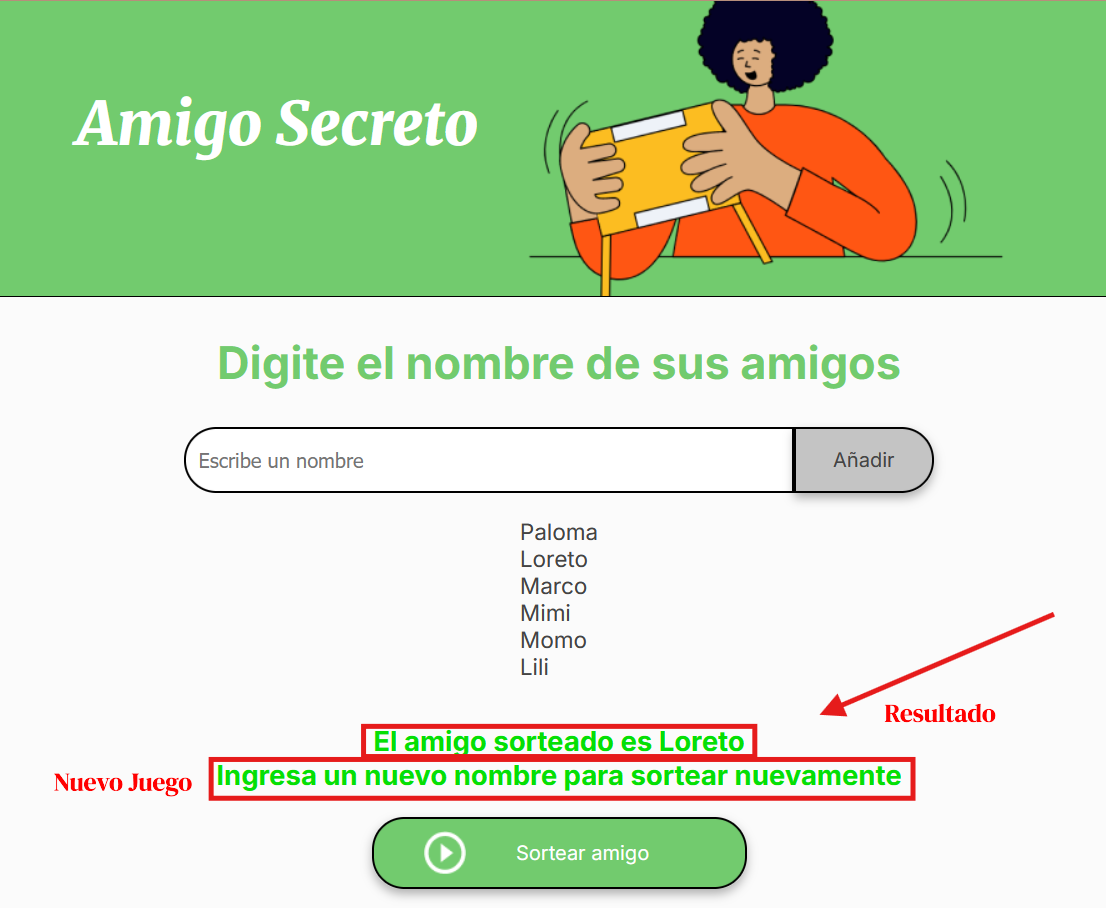 Amigo Secreto
Digite el nombre de sus amigos
Escribe un nombre
Añadir
Paloma
Loreto
Marco
Mimi
Momo
Lili
Resultado
El amigo sorteado es Loreto
Nuevo Juego
Ingresa un nuevo nombre para sortear nuevamente
Sortear amigo